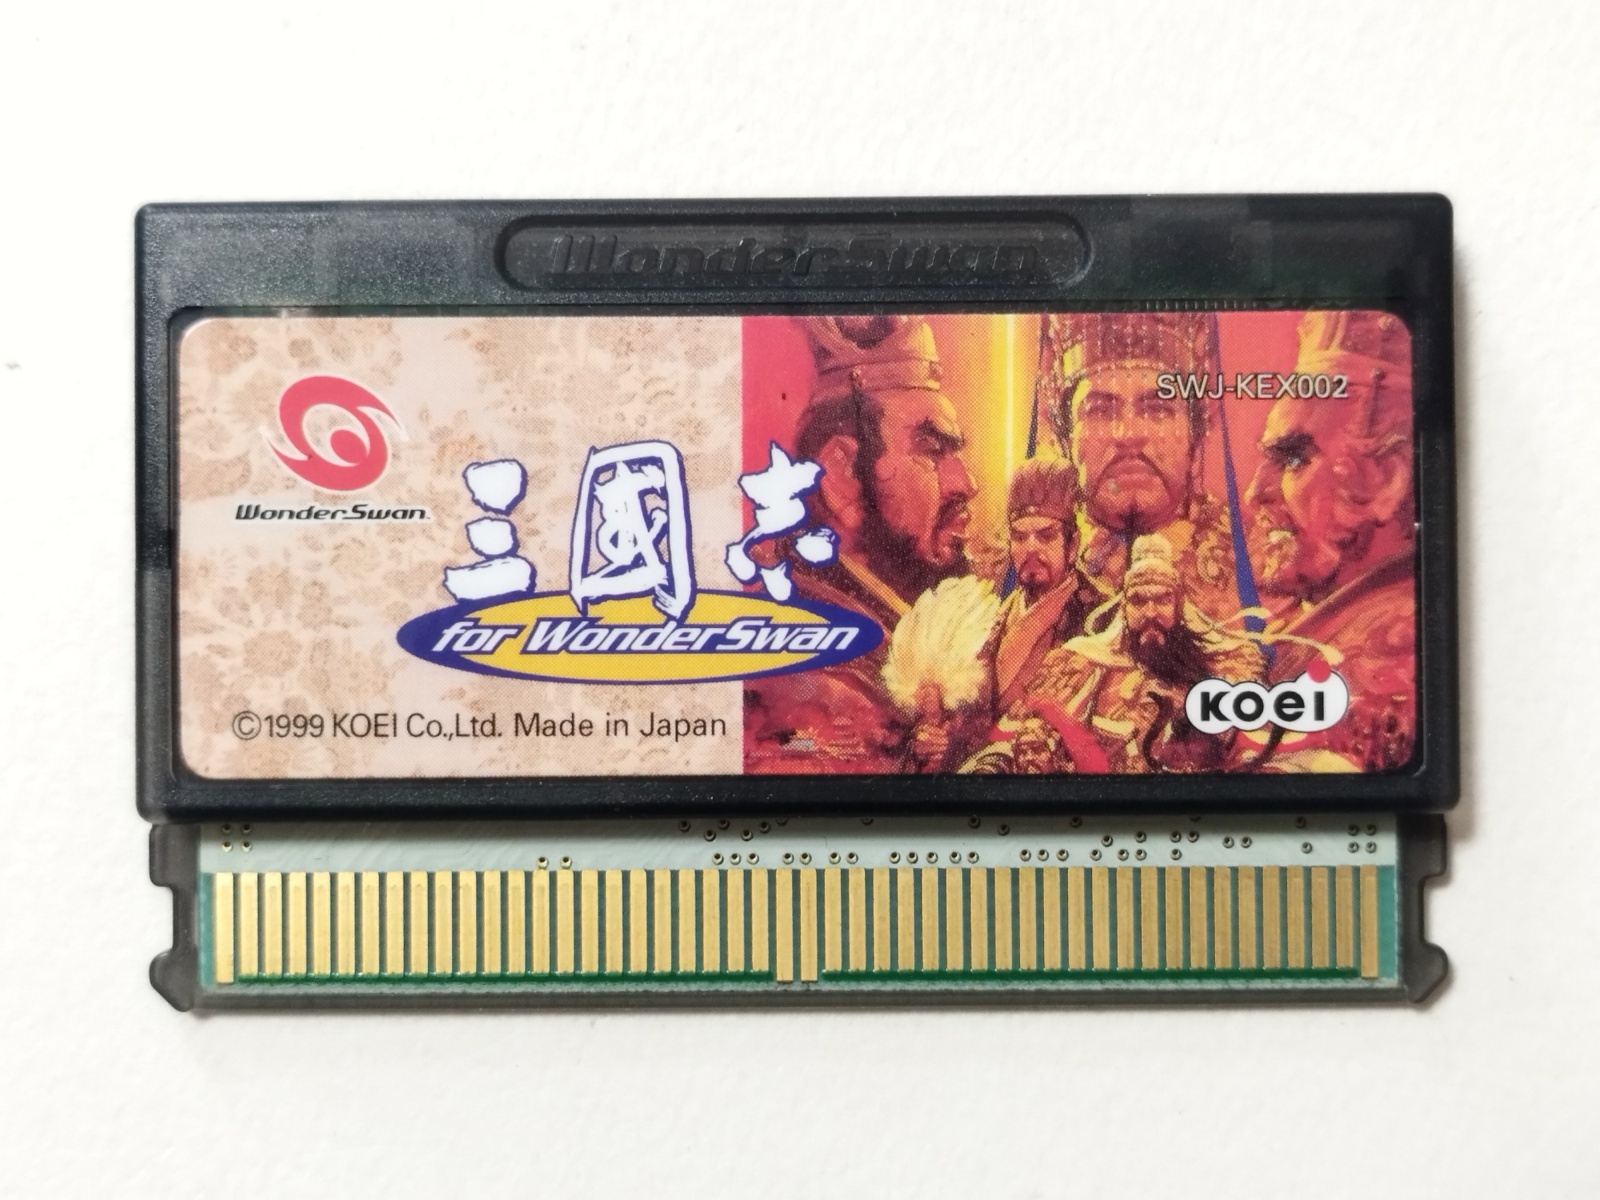 WonderSwan
SWJ-KEX002
WonderSwan
三國志
for WonderSwan
koei
©1999 KOEI Co.,Ltd. Made in Japan